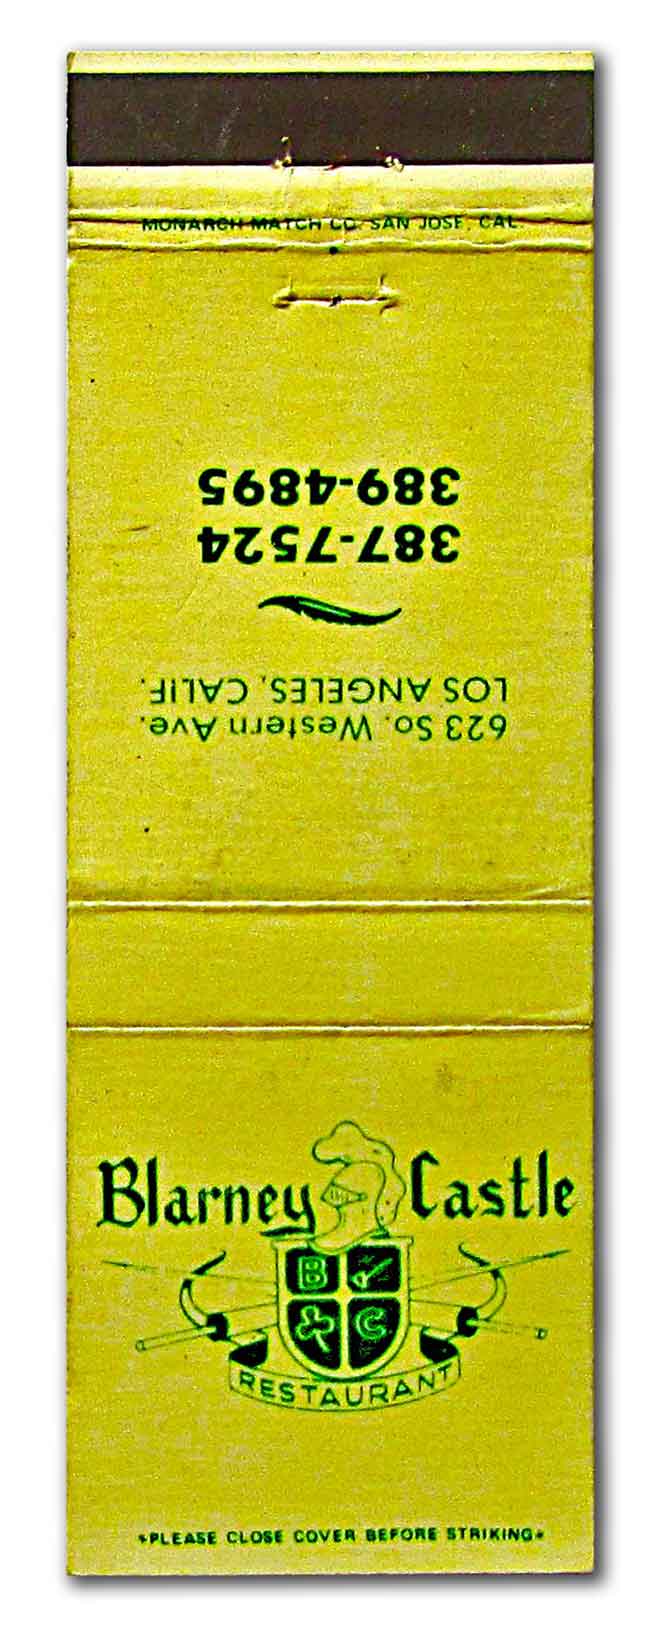 MONARCH MATCH CO. SAN JOSE, CAL.
623 So. Western Ave.
LOS ANGELES, CALIF.
387-7524
389-4895
Blarney Castle
B
C
RESTAURANT
*PLEASE CLOSE COVER BEFORE STRIKING*